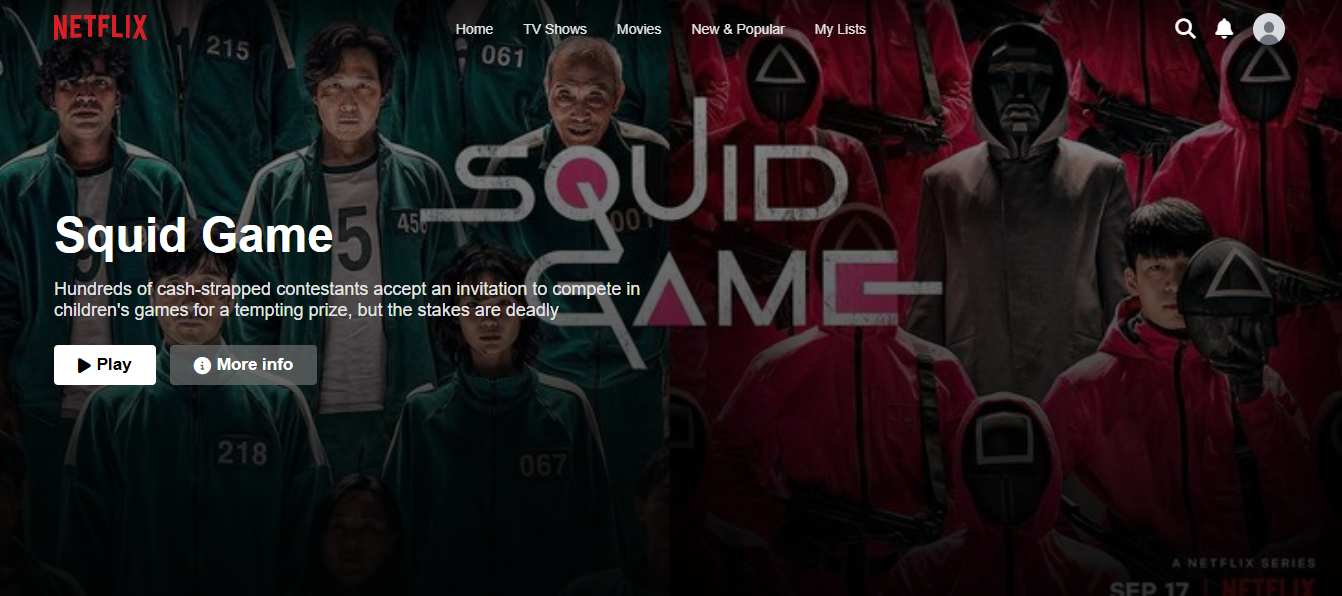 NETFLIX
Home TV Shows Movies New & Popular My Lists
215
061
SQUID
GAME
5
456
001
Squid Game
Hundreds of cash-strapped contestants accept an invitation to compete in
children's games for a tempting prize, but the stakes are deadly
Play More info
218
067
A NETFLIX SERIES
SEP 17 | NETFLIX